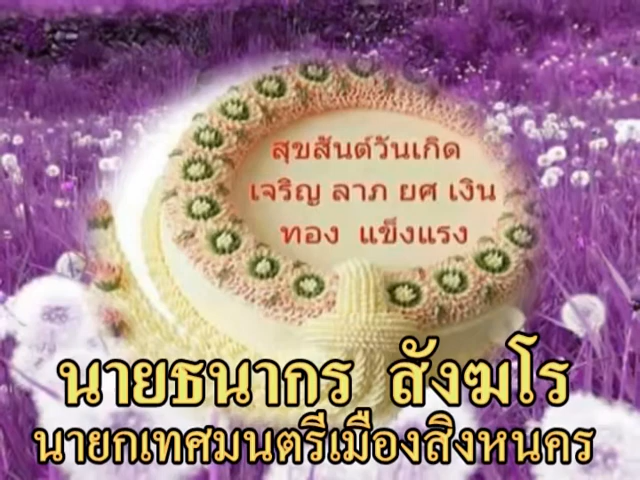 สุขสันต์วันเกิด
เจริญ ลาภ ยศ เงิน
ทอง แข็งแรง
นายธนากร สังฆโร
นายกเทศมนตรีเมืองสิงหนคร